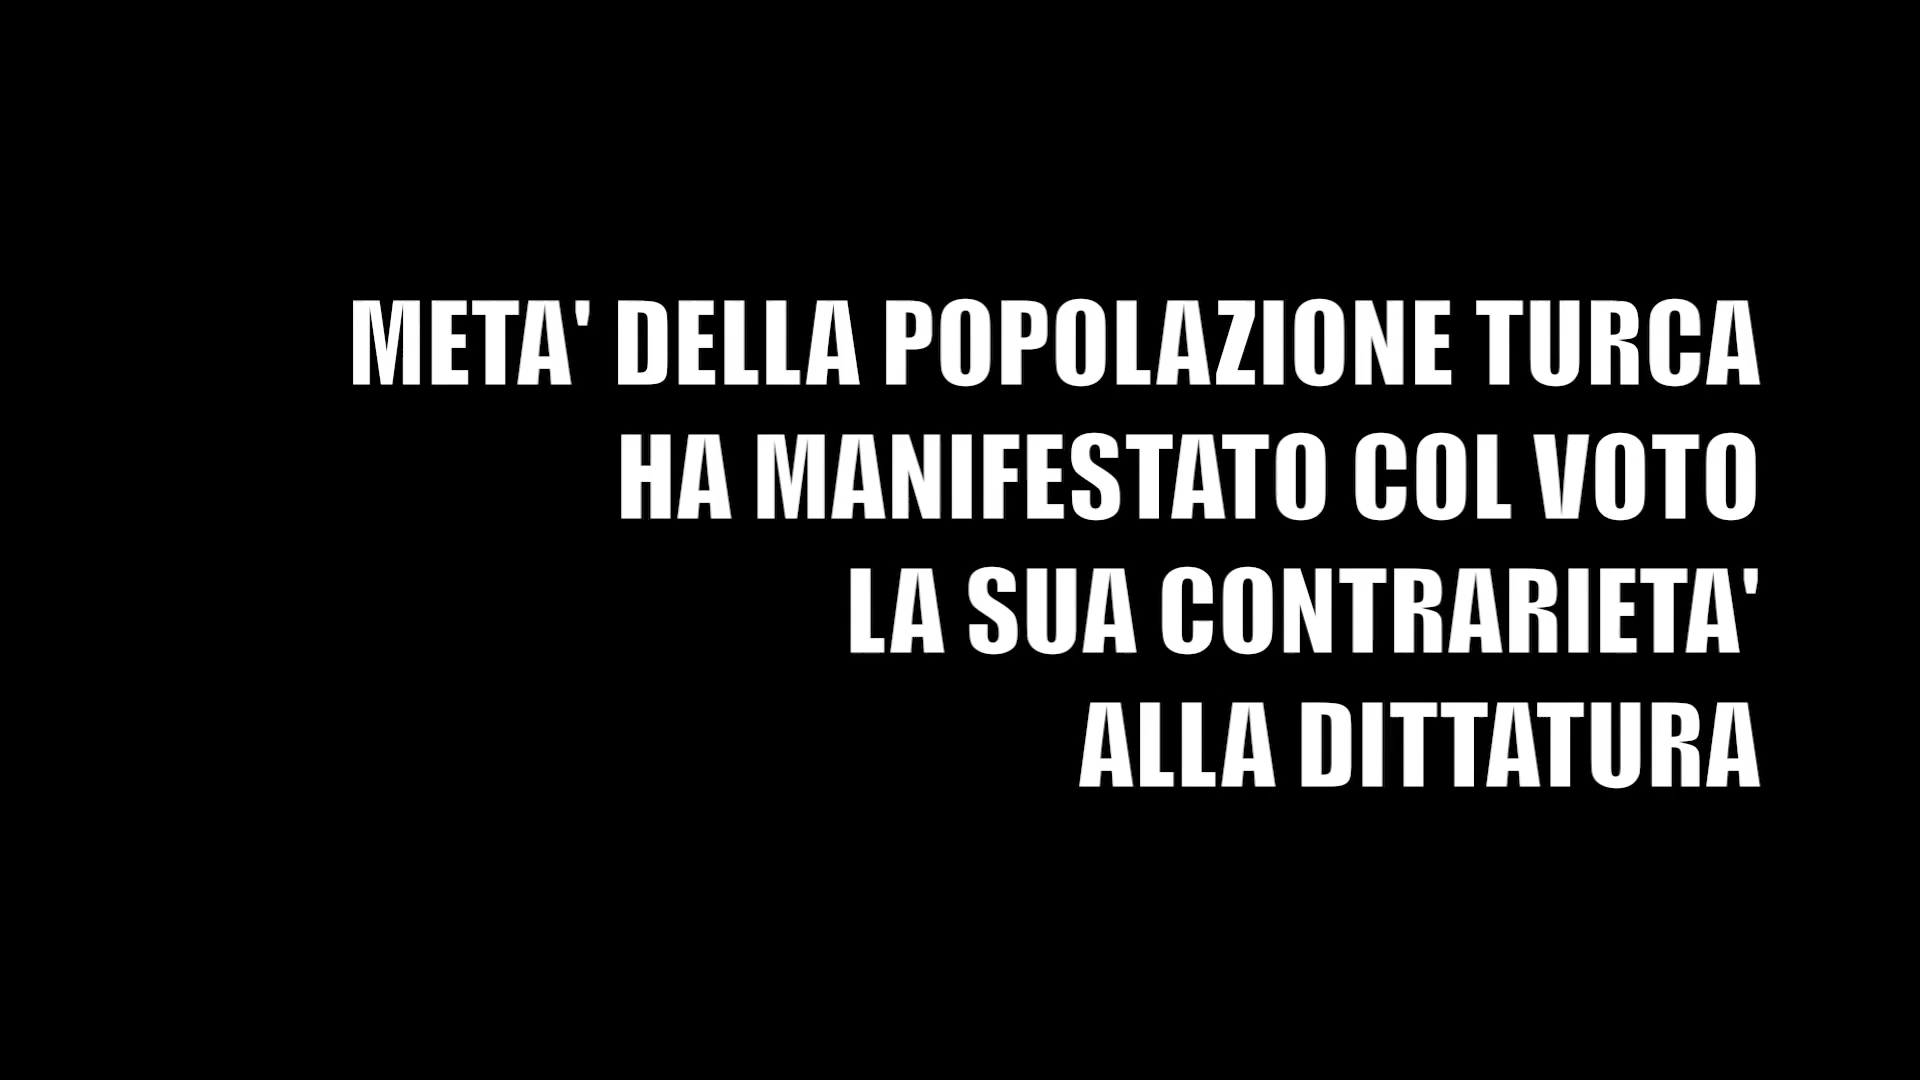 META' DELLA POPOLAZIONE TURCA
HA MANIFESTATO COL VOTO
LA SUA CONTRARIETA'
ALLA DITTATURA